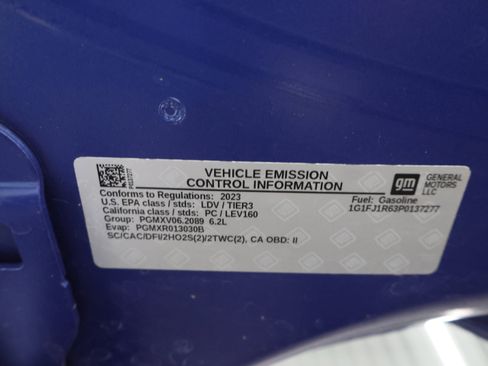 P0137277
VEHICLE EMISSION
CONTROL INFORMATION
gm
GENERAL
MOTORS
LLC
Conforms to Regulations: 2023
Fuel: Gasoline
U.S. EPA class / stds: LDV / TIER3
1G1FJ1R63P0137277
California class / stds: PC / LEV160
Group: PGMXV06.2089 6.2L
Evap: PGMXR013030B
SC/CAC/DFI/2HO2S(2)/2TWC(2), CA OBD: II